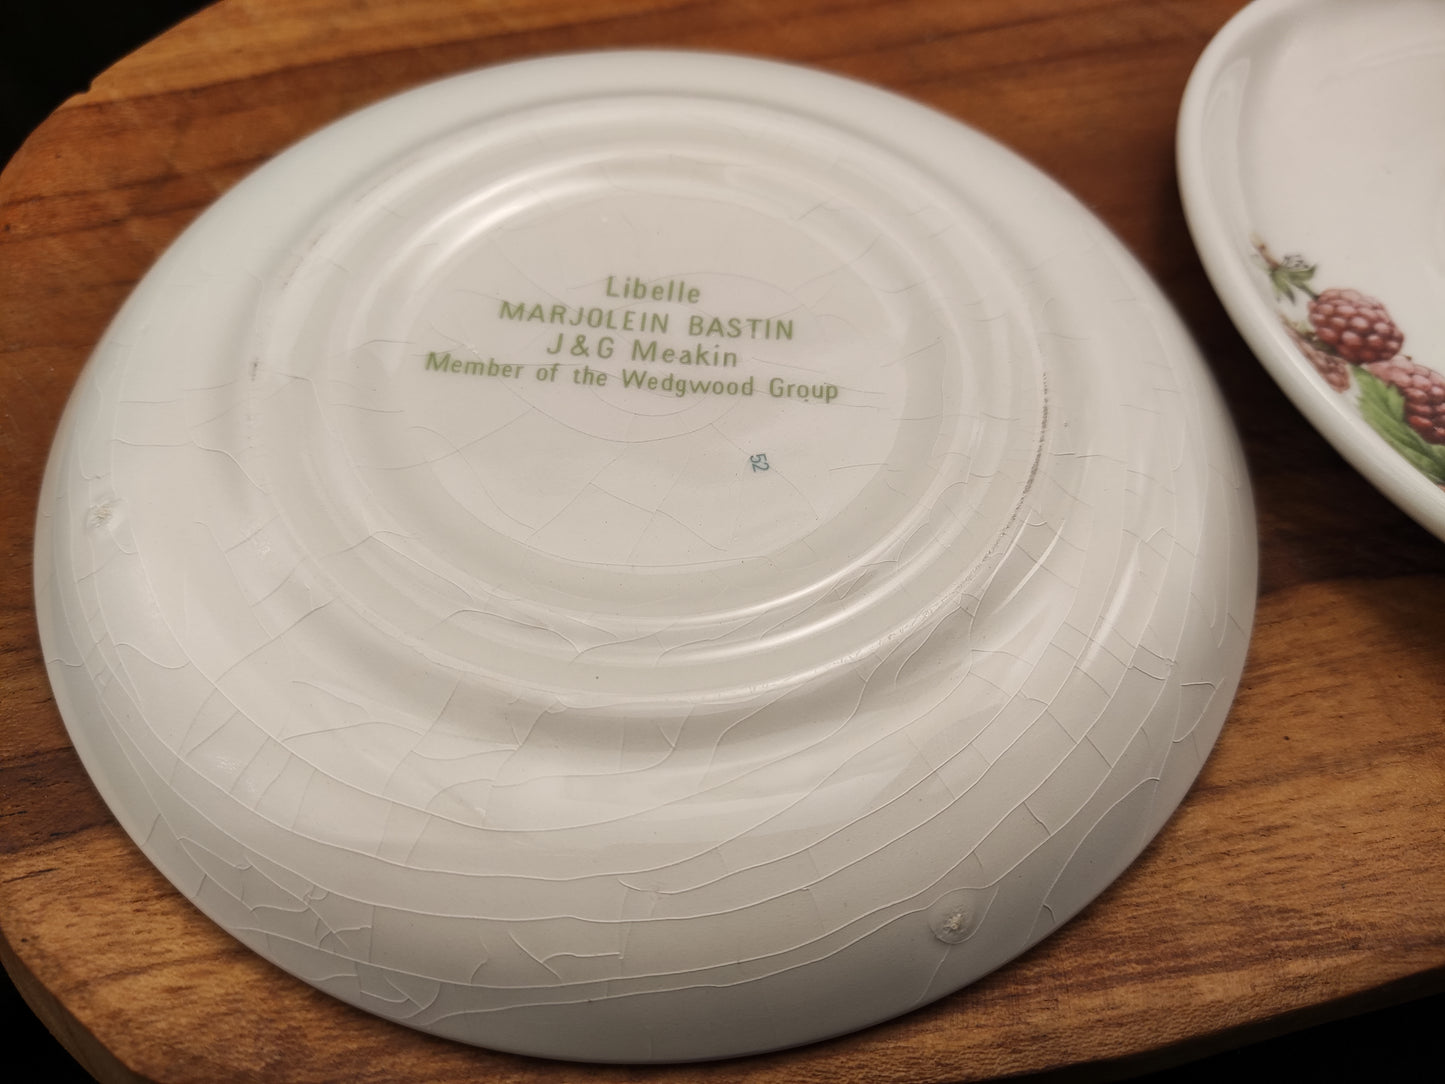 Libelle
MARJOLEIN BASTIN
J&G Meakin
Member of the Wedgwood Group
52